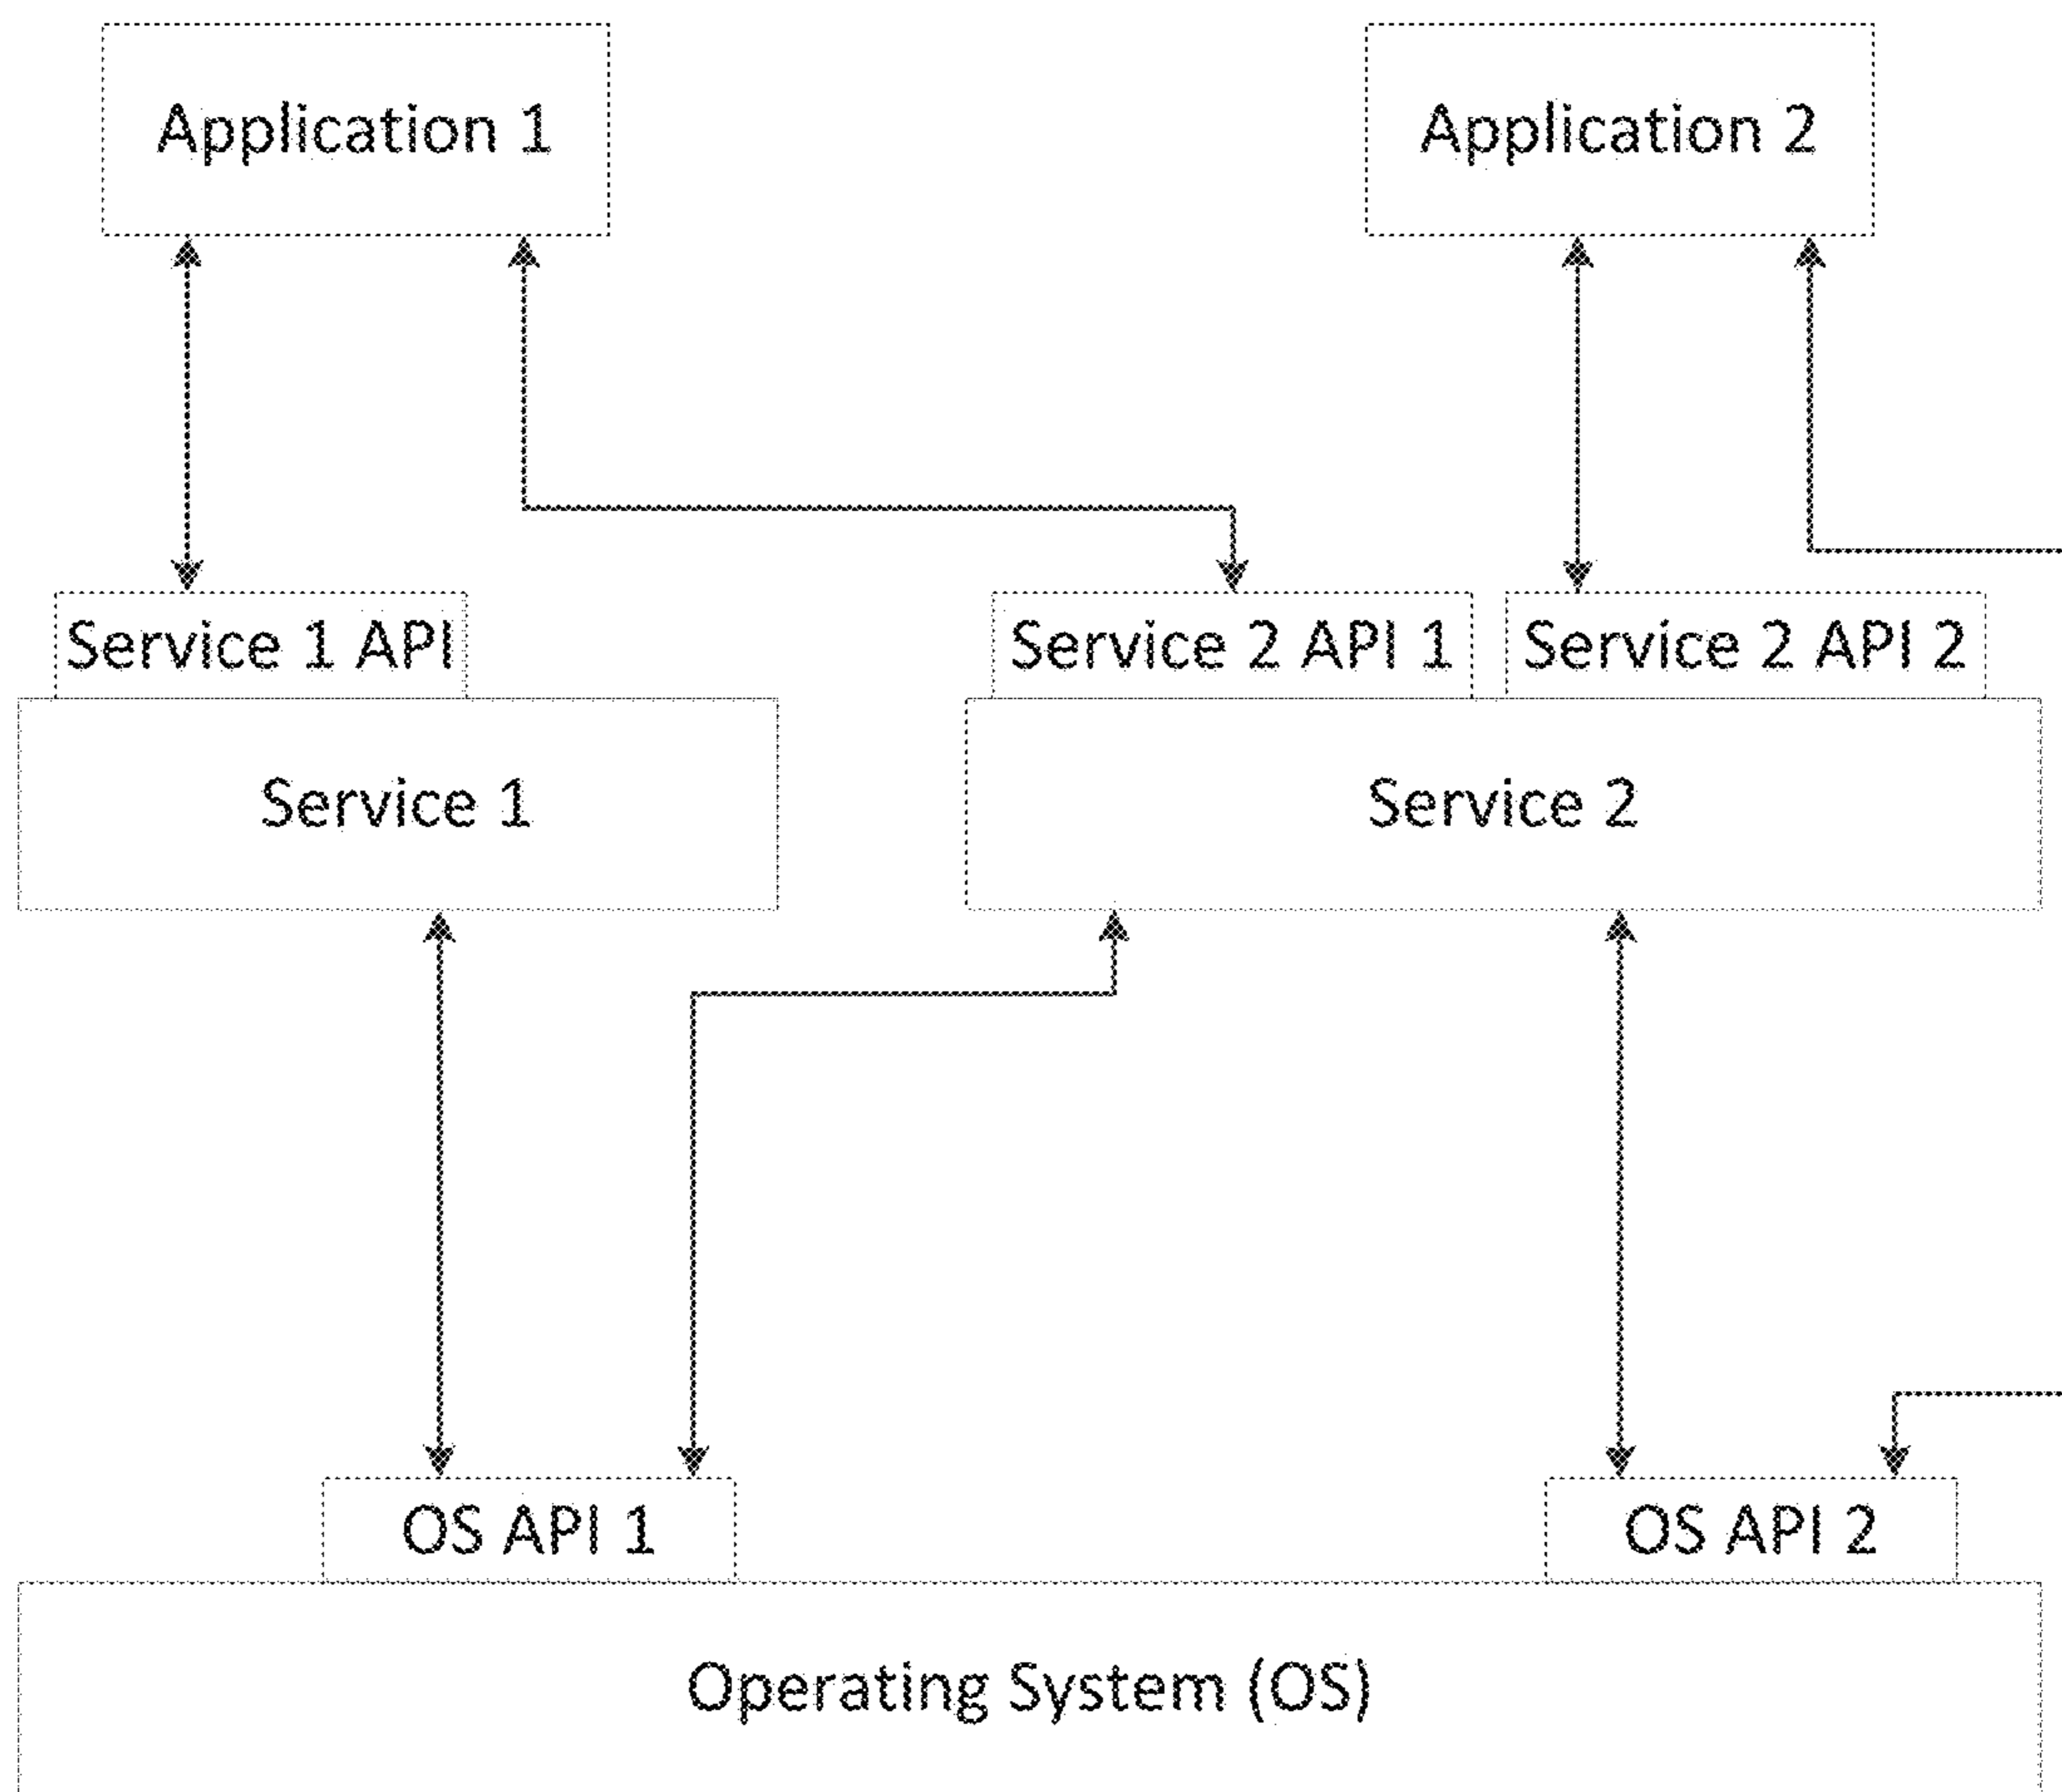 Application 1
Application 2
Service 1 API
Service 2 API 1
Service 2 API 2
Service 1
Service 2
OS API 1
OS API 2
Operating System (OS)